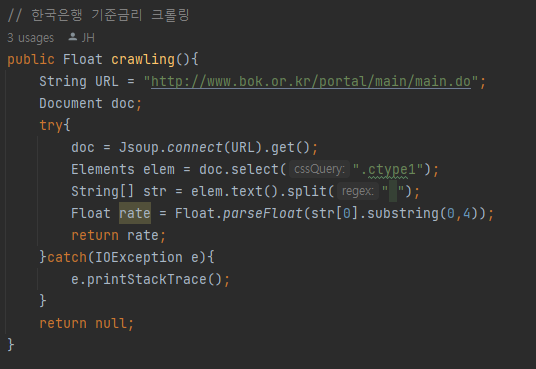 // 한국은행 기준금리 크롤링
3 usages JH
public Float crawling(){
String URL = "http://www.bok.or.kr/portal/main/main.do";
Document doc;
try{
doc = Jsoup.connect(URL).get();
Elements elem = doc.select( cssQuery: ".ctype1");
String[] str = elem.text().split( regex: " ");
Float rate = Float.parseFloat(str[0].substring(0,4));
return rate;
}catch(IOException e){
e.printStackTrace();
}
return null;
}